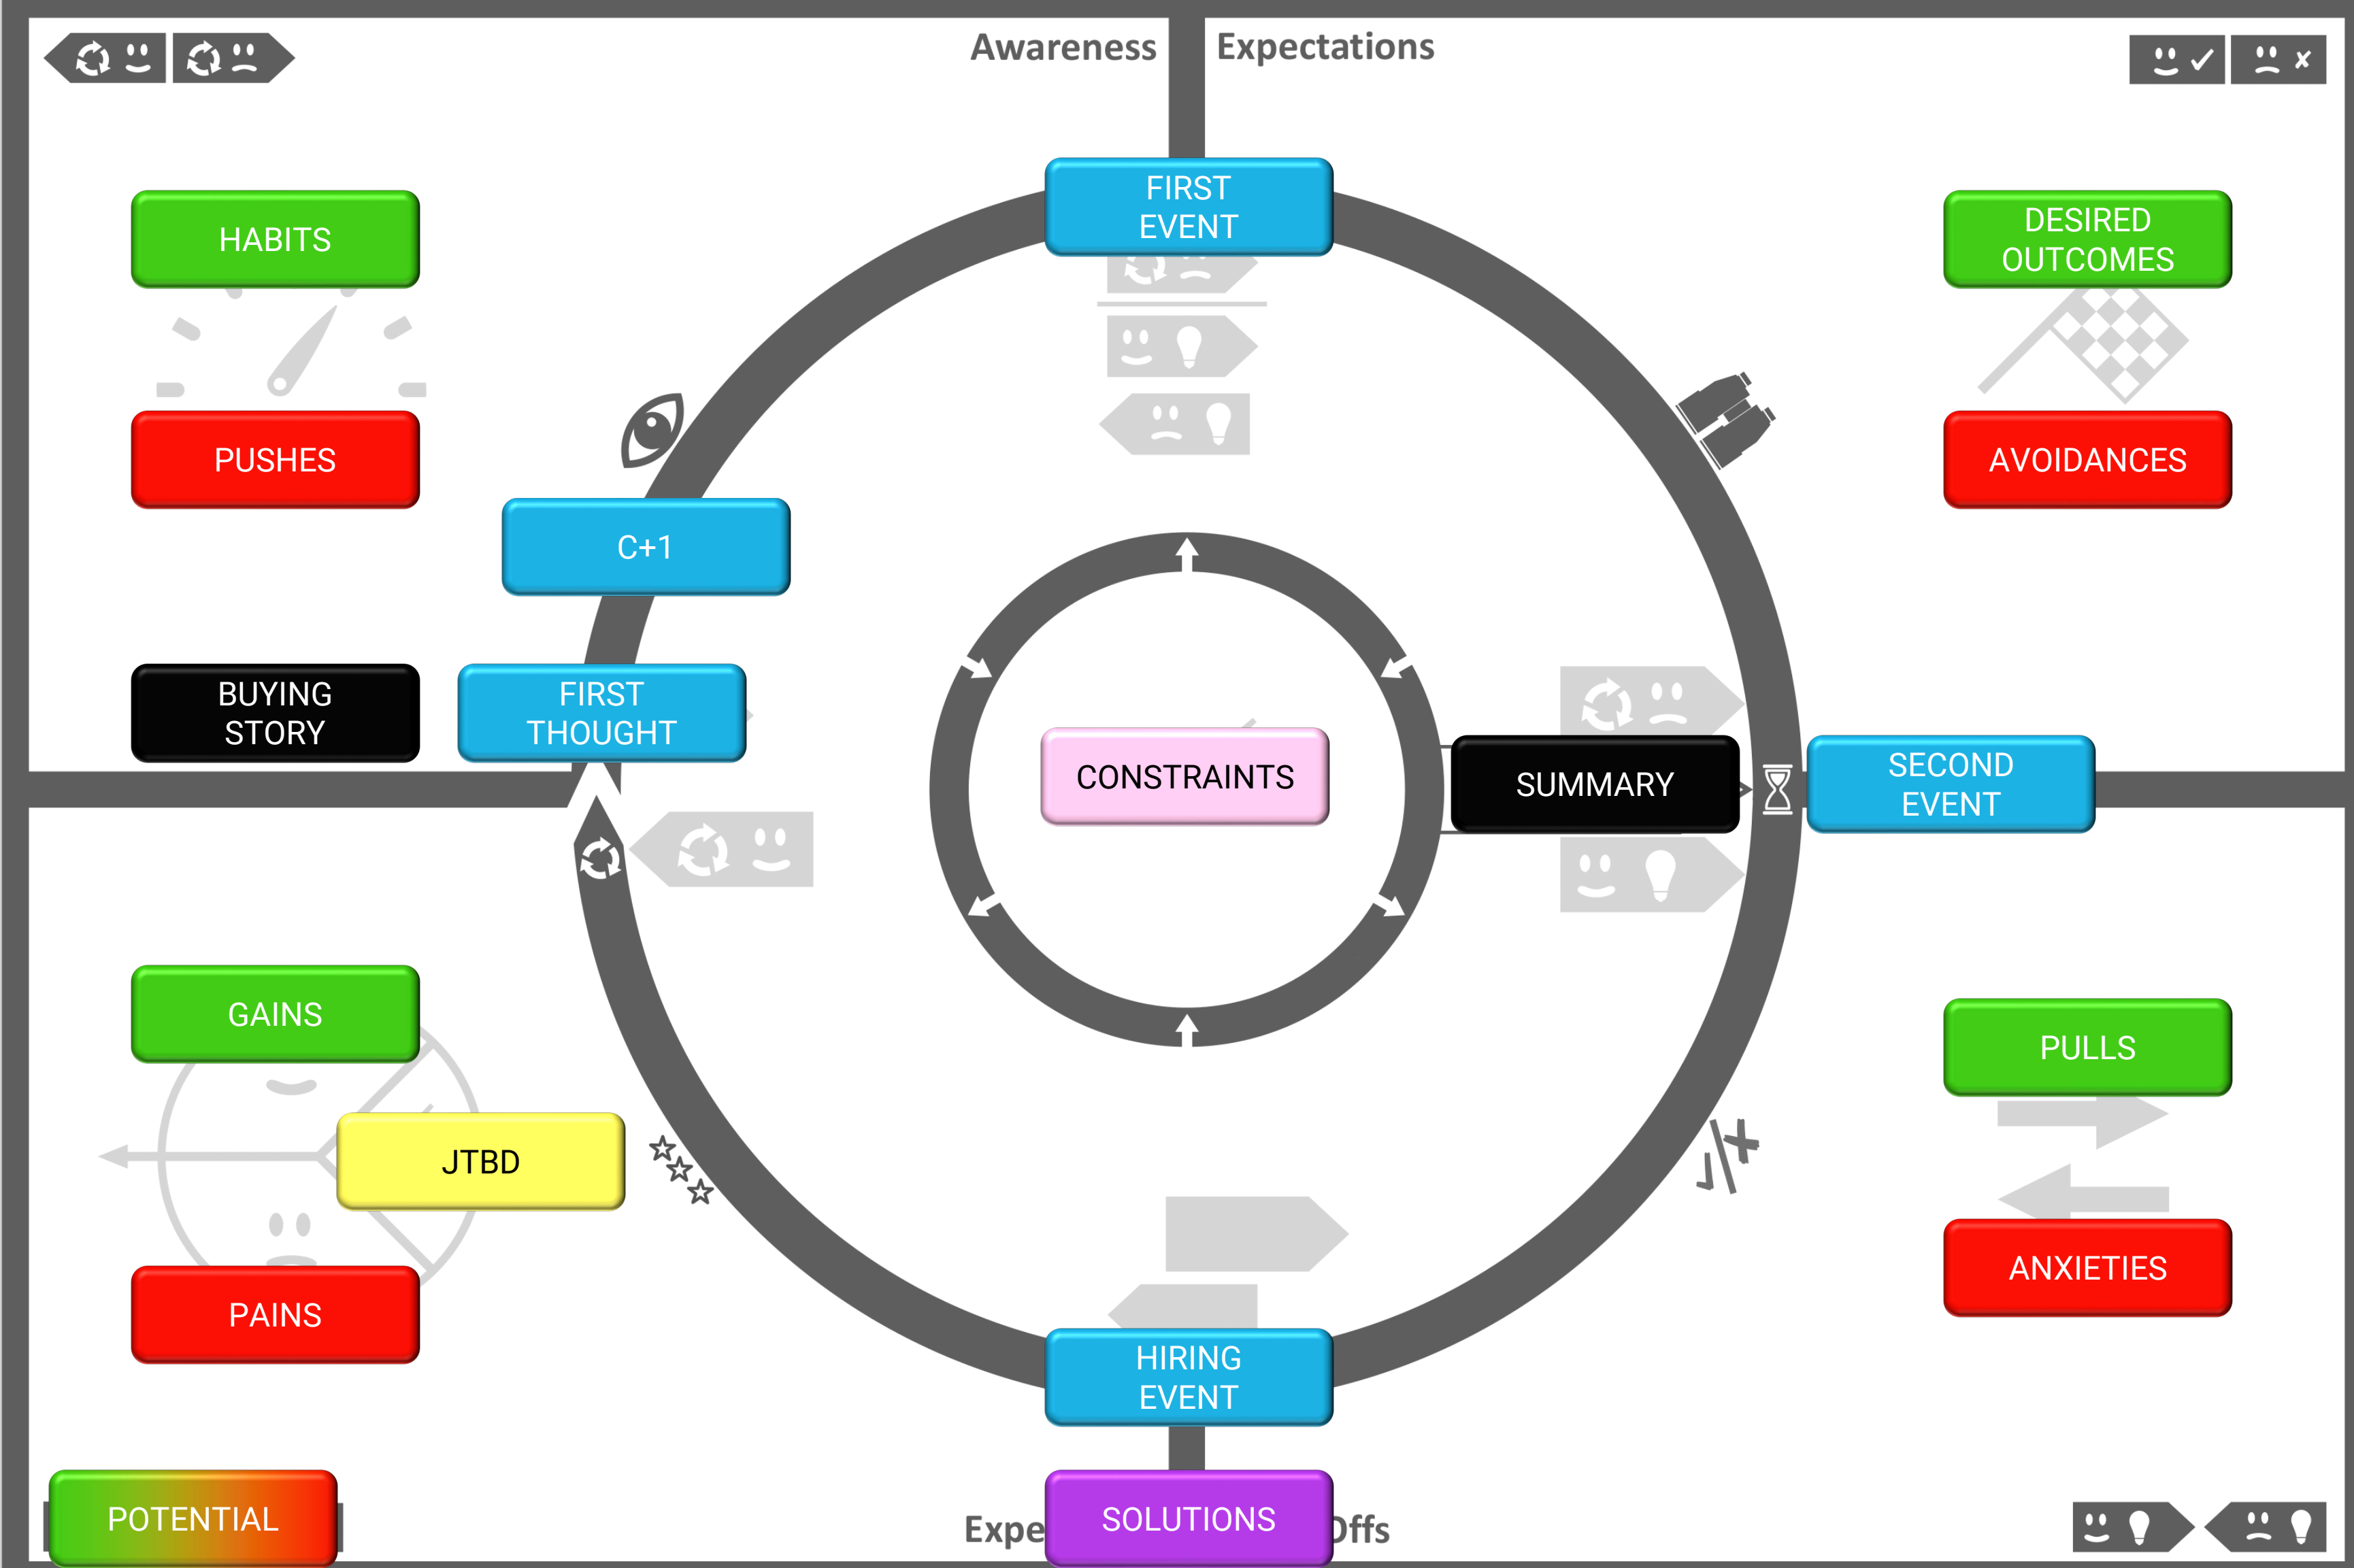 Awareness
Expectations
FIRST
EVENT
HABITS
DESIRED
OUTCOMES
PUSHES
AVOIDANCES
C+1
BUYING
STORY
FIRST
THOUGHT
CONSTRAINTS
SUMMARY
SECOND
EVENT
GAINS
PULLS
JTBD
ANXIETIES
PAINS
HIRING
EVENT
POTENTIAL
SOLUTIONS